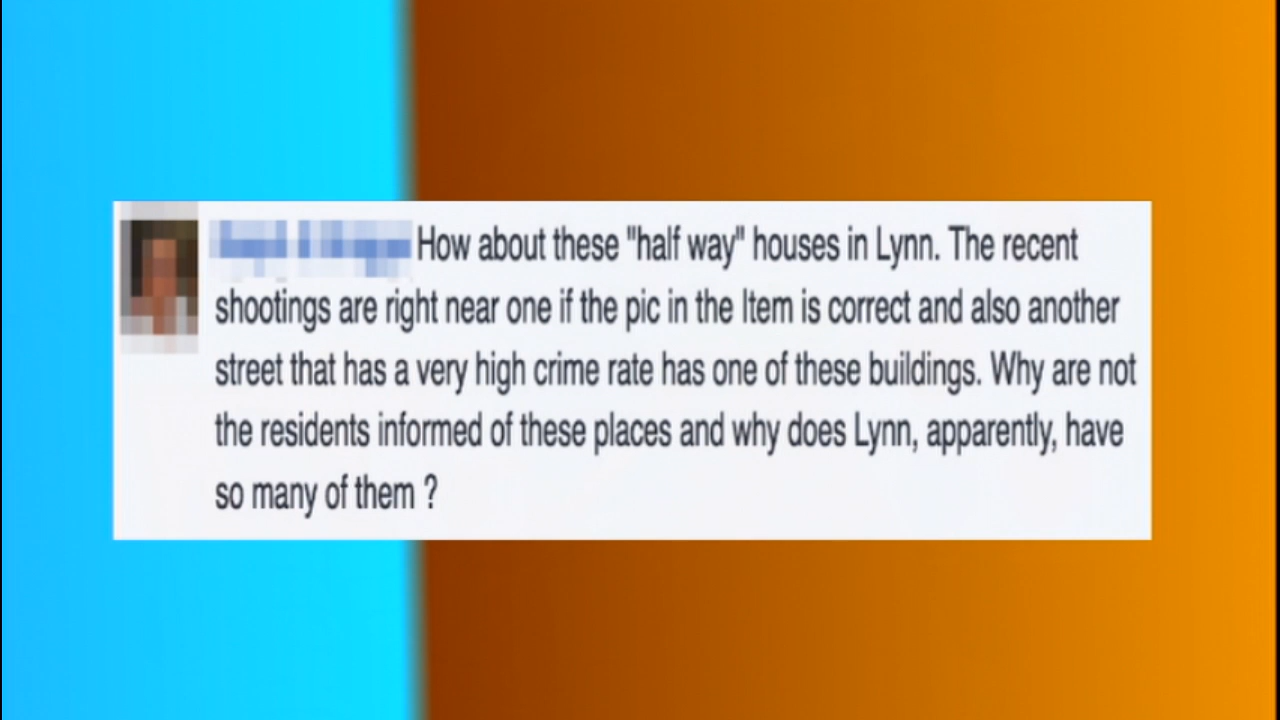 How about these "half way" houses in Lynn. The recent
shootings are right near one if the pic in the Item is correct and also another
street that has a very high crime rate has one of these buildings. Why are not
the residents informed of these places and why does Lynn, apparently, have
so many of them ?